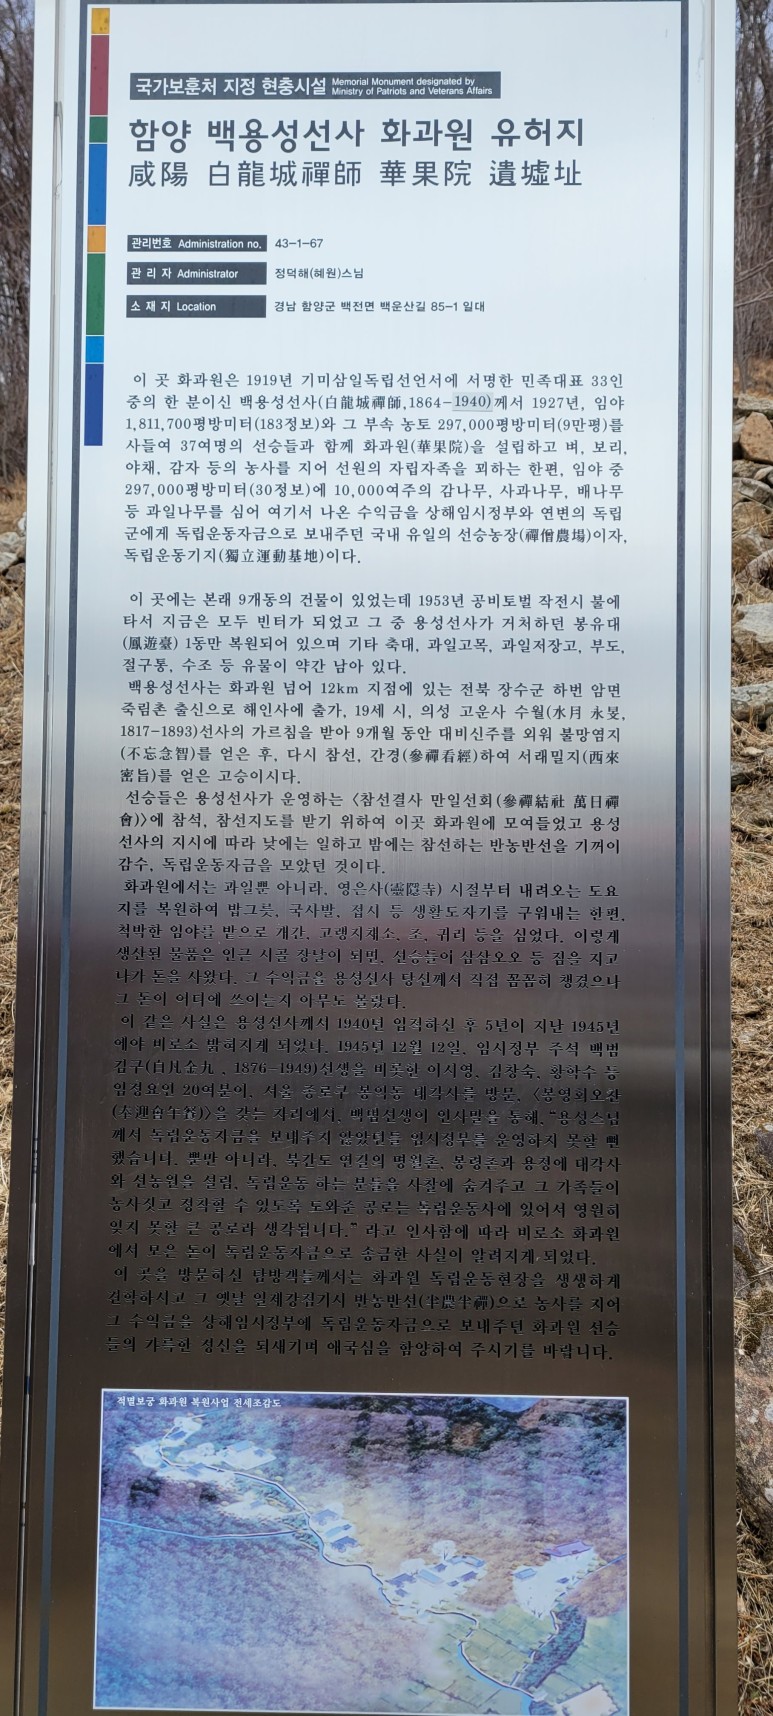 국가보훈처 지정 현충시설 Memorial Monument designated by
Ministry of Patriots and Veterans Affairs
함양 백용성선사 화과원 유허지
咸陽 白龍城禪師 華果院 遺墟址
관리번호 Administration no. 43-1-67
관 리 자 Administrator 정덕해(혜원)스님
소 재 지 Location 경남 함양군 백전면 백운산길 85-1 일대
이 곳 화과원은 1919년 기미삼일독립선언서에 서명한 민족대표 33인
중의 한 분이신 백용성선사(白龍城禪師,1864-1940)께서 1927년, 임야
1,811,700평방미터(183정보)와 그 부속 농토 297,000평방미터(9만평)를
사들여 37여명의 선승들과 함께 화과원(華果院)을 설립하고 벼, 보리,
야채, 감자 등의 농사를 지어 선원의 자립자족을 꾀하는 한편, 임야 중
297,000평방미터(30정보)에 10,000여주의 감나무, 사과나무, 배나무
등 과일나무를 심어 여기서 나온 수익금을 상해임시정부와 연변의 독립
군에게 독립운동자금으로 보내주던 국내 유일의 선승농장(禪僧農場)이자,
독립운동기지(獨立運動基地)이다.
이 곳에는 본래 9개동의 건물이 있었는데 1953년 공비토벌 작전시 불에
타서 지금은 모두 빈터가 되었고 그 중 용성선사가 거처하던 봉유대
(鳳遊臺) 1동만 복원되어 있으며 기타 축대, 과일고목, 과일저장고, 부도,
절구통, 수조 등 유물이 약간 남아 있다.
백용성선사는 화과원 넘어 12km 지점에 있는 전북 장수군 하번 암면
죽림촌 출신으로 해인사에 출가, 19세 시, 의성 고운사 수월(水月 永旻,
1817-1893)선사의 가르침을 받아 9개월 동안 대비신주를 외워 불망염지
(不忘念智)를 얻은 후, 다시 참선, 간경(參禪看經)하여 서래밀지(西來
密旨)를 얻은 고승이시다.
선승들은 용성선사가 운영하는 〈참선결사 만일선회(參禪結社 萬日禪
會)〉에 참석, 참선지도를 받기 위하여 이곳 화과원에 모여들었고 용성
선사의 지시에 따라 낮에는 일하고 밤에는 참선하는 반농반선을 기꺼이
감수, 독립운동자금을 모았던 것이다.
화과원에서는 과일뿐 아니라, 영은사(靈隱寺) 시절부터 내려오는 도요
지를 복원하여 밥그릇, 국사발, 접시 등 생활도자기를 구워내는 한편,
척박한 임야를 밭으로 개간, 고랭지채소, 조, 귀리 등을 심었다. 이렇게
생산된 물품은 인근 시골 장날이 되면, 선승들이 삼삼오오 등 짐을 지고
나가 돈을 사왔다. 그 수익금을 용성선사 당신께서 직접 꼼꼼히 챙겼으나
그 돈이 어디에 쓰이는지 아무도 몰랐다.
이 같은 사실은 용성선사께서 1940년 입적하신 후 5년이 지난 1945년
에야 비로소 밝혀지게 되었다. 1945년 12월 12일, 임시정부 주석 백범
김구(白凡金九 , 1876-1949)선생을 비롯한 이시영, 김창숙, 황학수 등
임정요인 20여분이, 서울 종로구 봉익동 대각사를 방문, 〈봉영회오찬
(奉迎會午餐)〉을 갖는 자리에서, 백범선생이 인사말을 통해, "용성스님
께서 독립운동자금을 보내주지 않았던들 임시정부를 운영하지 못할 뻔
했습니다. 뿐만 아니라, 북간도 연길의 명월촌, 봉령촌과 용정에 대각사
와 선농원을 설립, 독립운동 하는 분들을 사찰에 숨겨주고 그 가족들이
농사짓고 정착할 수 있도록 도와준 공로는 독립운동사에 있어서 영원히
잊지 못할 큰 공로라 생각됩니다." 라고 인사함에 따라 비로소 화과원
에서 모은 돈이 독립운동자금으로 송금한 사실이 알려지게 되었다.
이 곳을 방문하신 탐방객들께서는 화과원 독립운동현장을 생생하게
견학하시고 그 옛날 일제강점기시 반농반선(半農半禪)으로 농사를 지어
그 수익금을 상해임시정부에 독립운동자금으로 보내주던 화과원 선승
들의 가륵한 정신을 되새기며 애국심을 함양하여 주시기를 바랍니다.
적멸보궁 화과원 복원사업 전세조감도